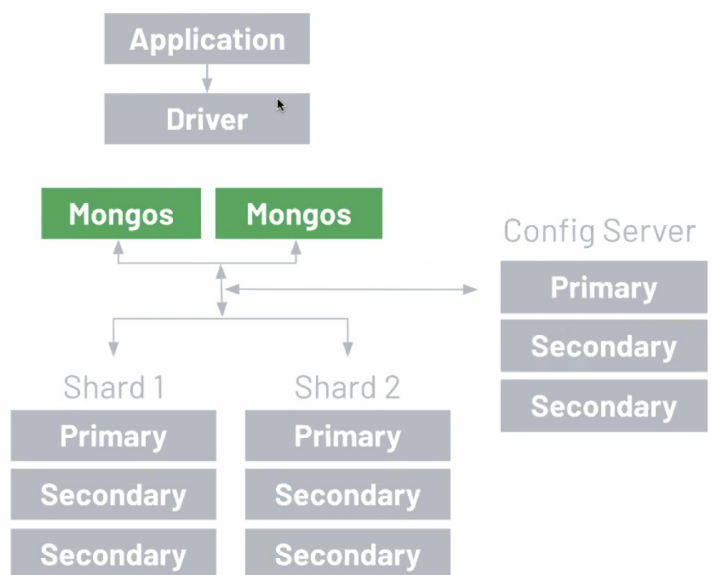 Application
Driver
Mongos
Mongos
Config Server
Primary
Secondary
Secondary
Shard 1
Primary
Secondary
Secondary
Shard 2
Primary
Secondary
Secondary